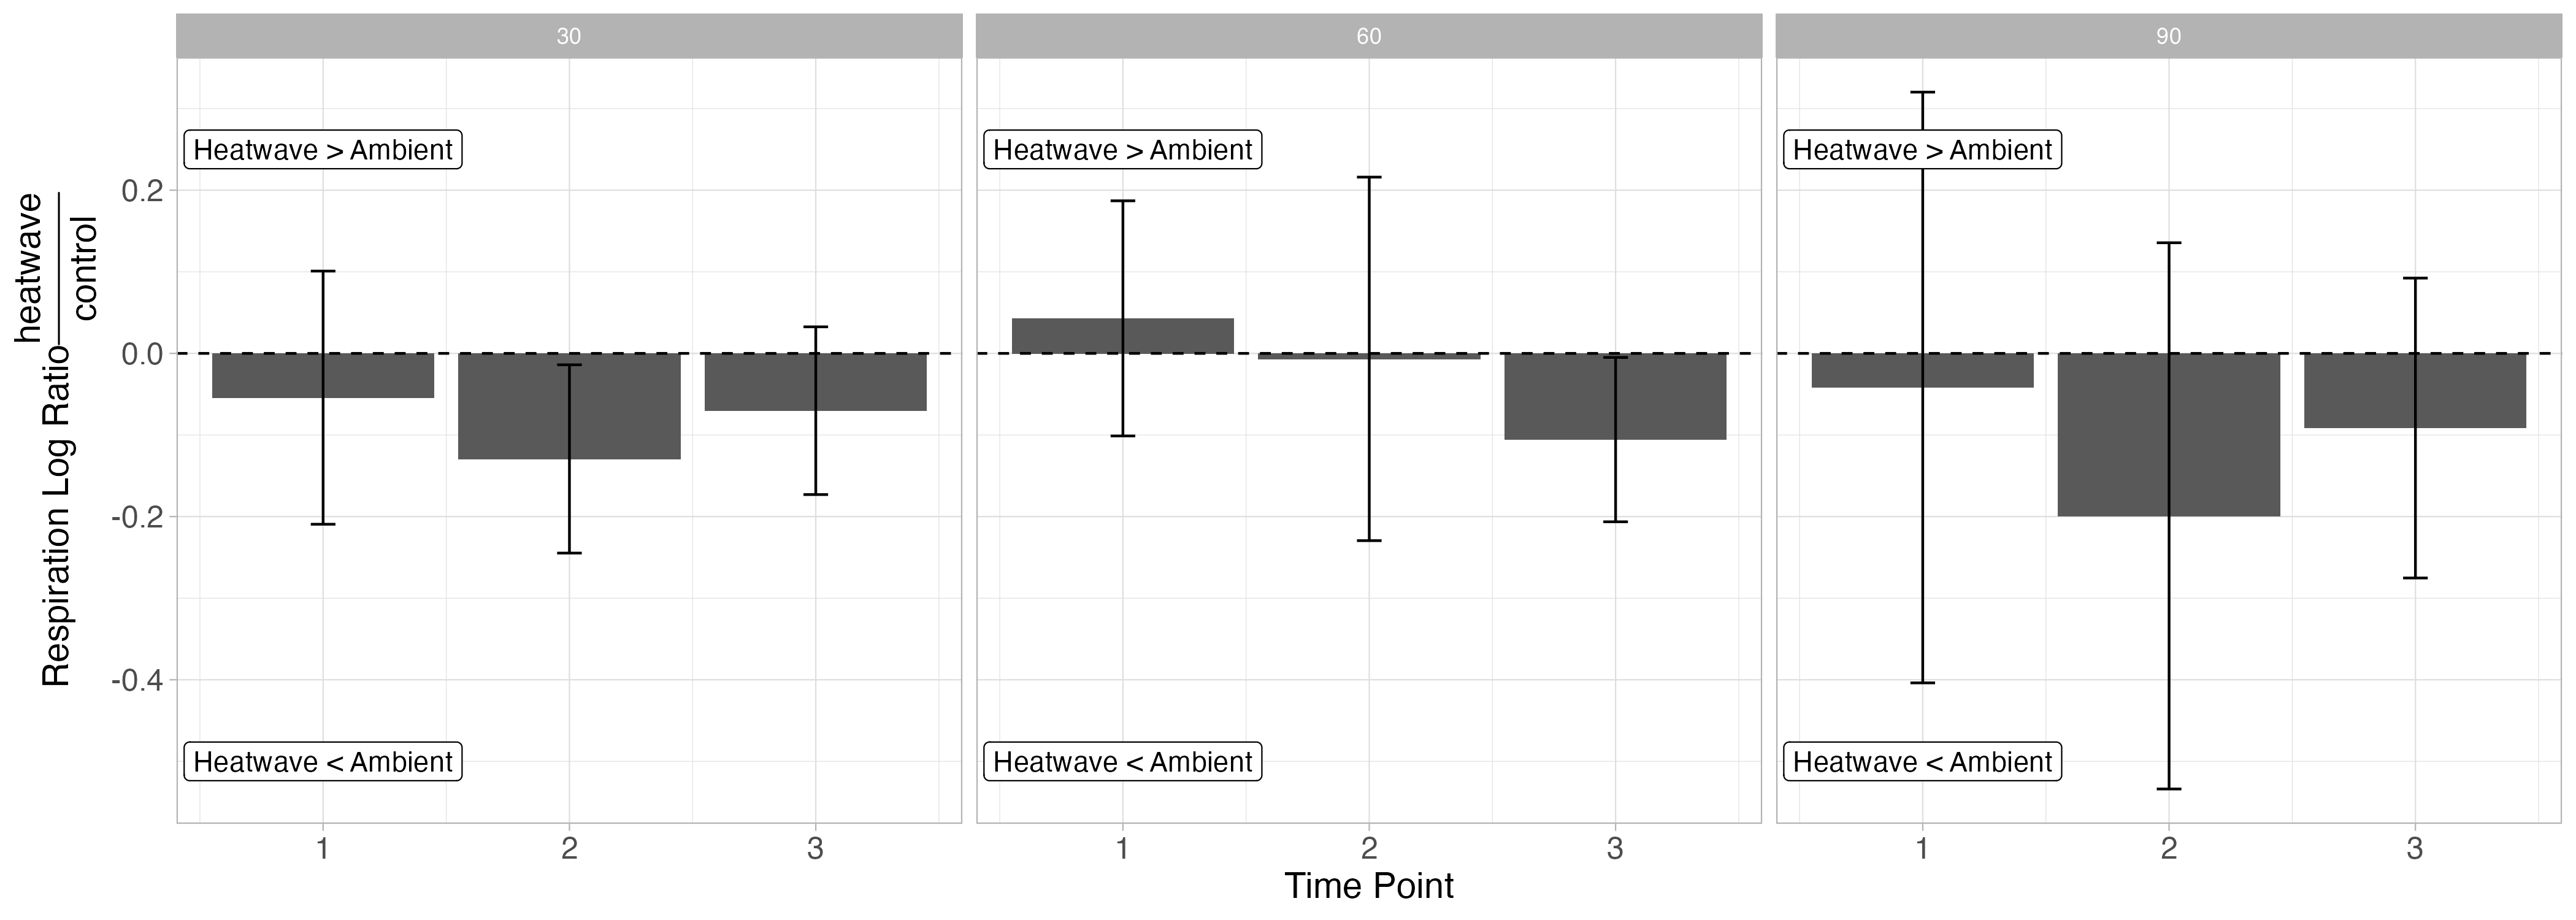 30
60
90
Respiration Log Ratio heatwave
control
0.2
0.0
-0.2
-0.4
Heatwave > Ambient
Heatwave < Ambient
Heatwave > Ambient
Heatwave < Ambient
Heatwave > Ambient
Heatwave < Ambient
1 2 3
1 2 3
1 2 3
Time Point